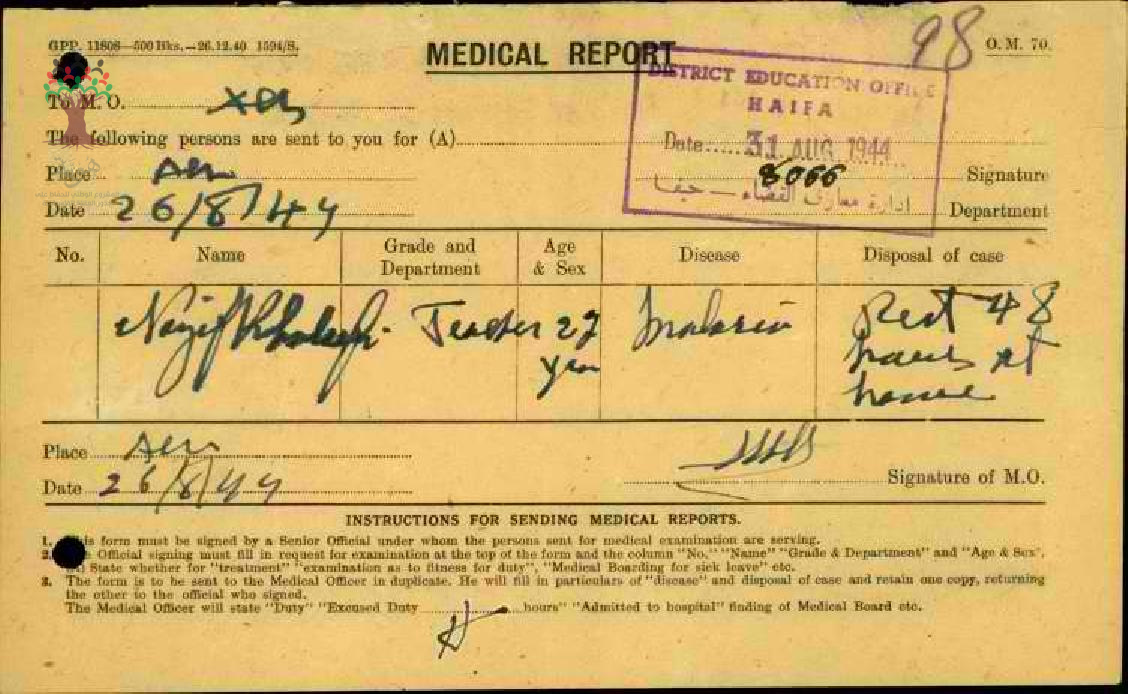 GPP. 11808—500 Bks.—26.12.40 1594/S.
98
MEDICAL REPORT
O. M. 70.
DISTRICT EDUCATION OFFICE
HAIFA
Date 31 AUG 1944
8066
ادارة معارف القضاء — حيفا
To M. O.
The following persons are sent to you for (A)
Place Acre
Signature
Date 26/8/44
Department
No. Name Grade and Department Age & Sex Disease Disposal of case
Nayif Teacher 27 years Malaria Rest 48 hours at home
Place Acre
Date 26/8/44
Signature of M.O.
INSTRUCTIONS FOR SENDING MEDICAL REPORTS.
1. This form must be signed by a Senior Official under whom the persons sent for medical examination are serving.
2. The Official signing must fill in request for examination at the top of the form and the column "No." "Name" "Grade & Department" and "Age & Sex",
State whether for "treatment" "examination as to fitness for duty", "Medical Boarding for sick leave" etc.
3. The form is to be sent to the Medical Officer in duplicate. He will fill in particulars of "disease" and disposal of case and retain one copy, returning
the other to the official who signed.
The Medical Officer will state "Duty" "Excused Duty hours" "Admitted to hospital" finding of Medical Board etc.